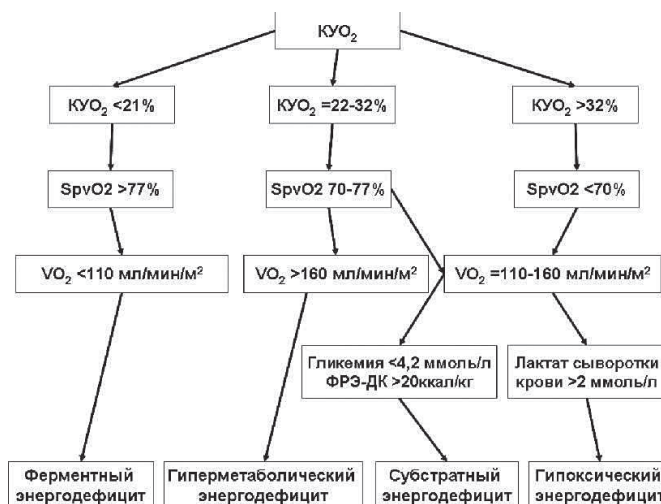 КУО₂
КУО₂ <21%
КУО₂ =22-32%
КУО₂ >32%
SpvO2 >77%
SpvO2 70-77%
SpvO2 <70%
VO₂ <110 мл/мин/м²
VO₂ >160 мл/мин/м²
VO₂ =110-160 мл/мин/м²
Гликемия <4,2 ммоль/л
ФРЭ-ДК >20ккал/кг
Лактат сыворотки
крови >2 ммоль/л
Ферментный
энергодефицит
Гиперметаболический
энергодефицит
Субстратный
энергодефицит
Гипоксический
энергодефицит